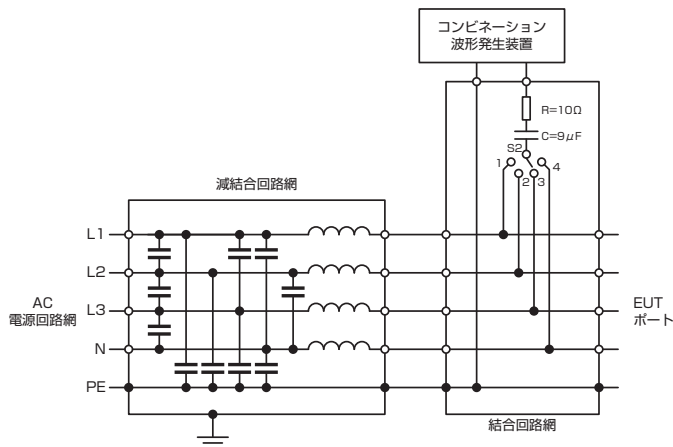 コンビネーション
波形発生装置
R=10Ω
C=9μF
S2
1
2
3
4
減結合回路網
L1
L2
L3
N
PE
AC
電源回路網
EUT
ポート
結合回路網